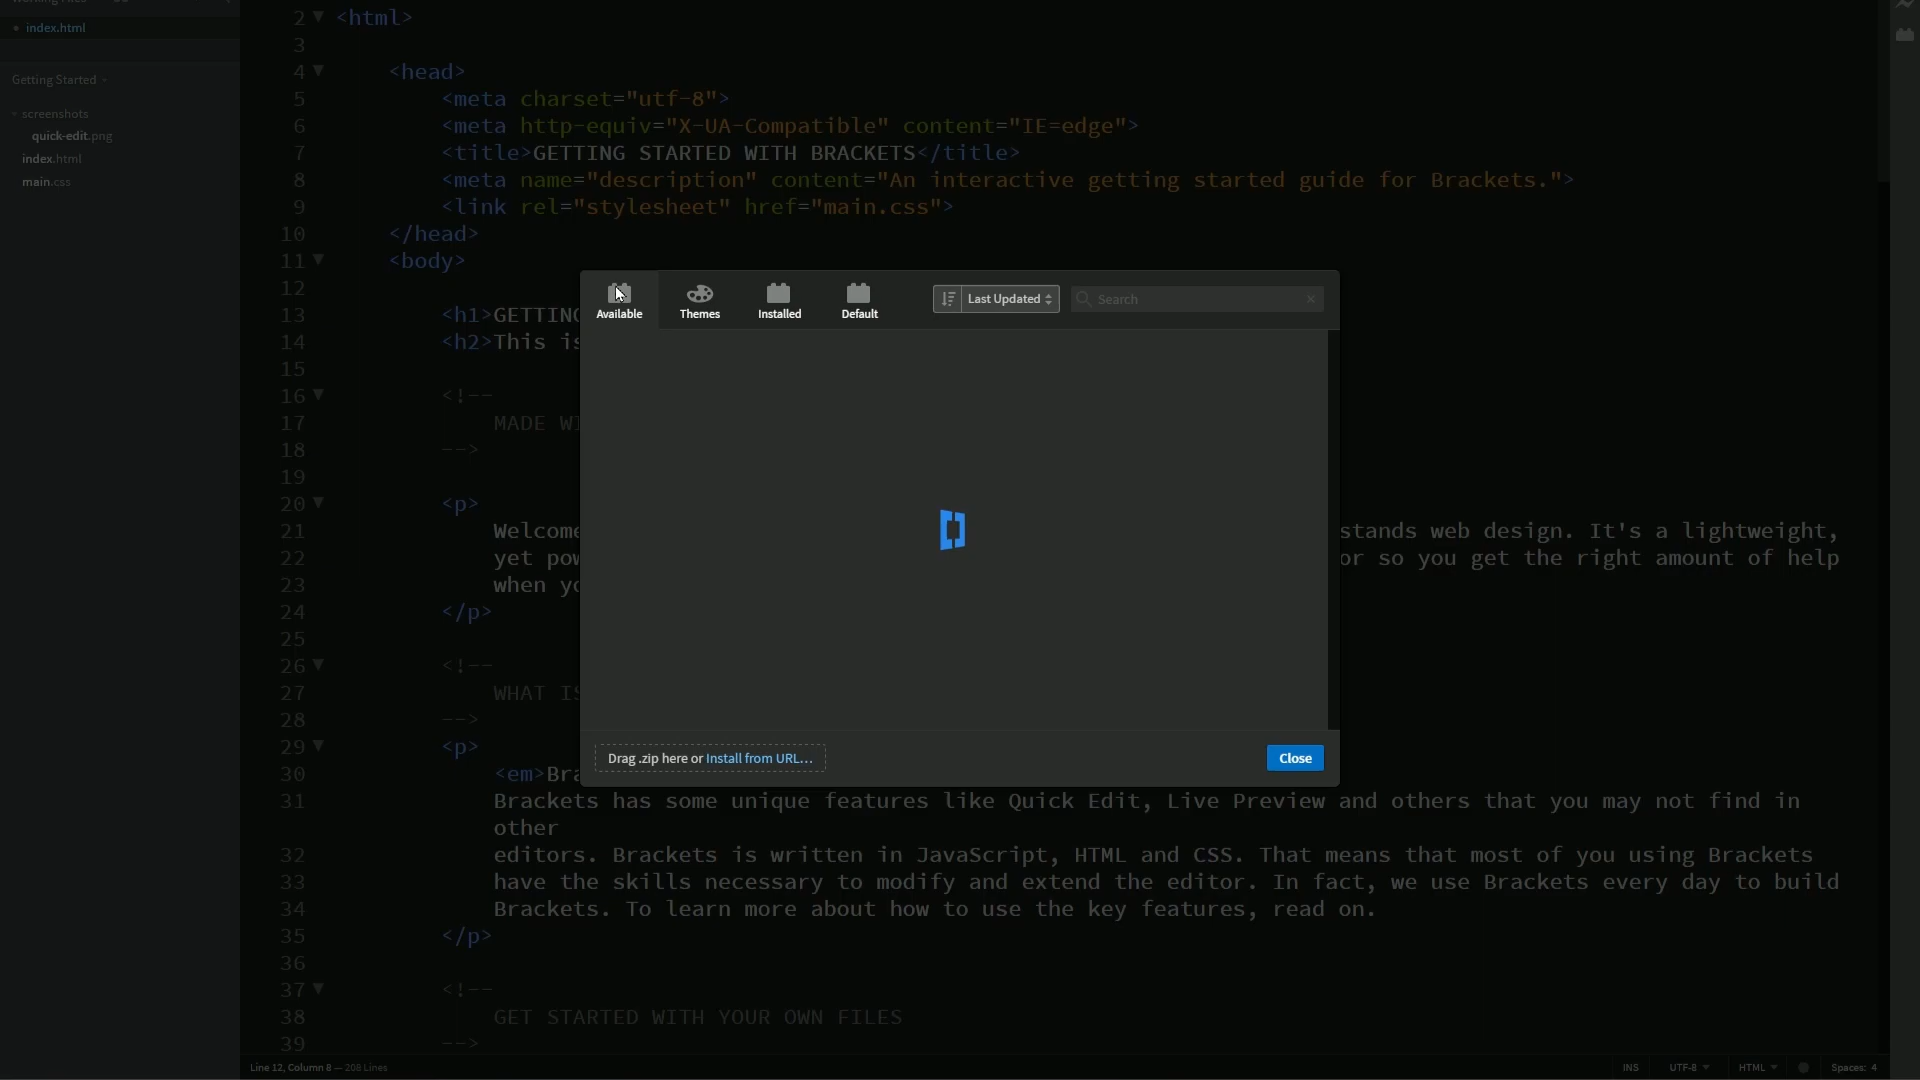 index.html
Getting Started
screenshots
quick-edit.png
index.html
main.css
2 <html>
3
4 <head>
5 <meta charset="utf-8">
6 <meta http-equiv="X-UA-Compatible" content="IE=edge">
7 <title>GETTING STARTED WITH BRACKETS</title>
8 <meta name="description" content="An interactive getting started guide for Brackets.">
9 <link rel="stylesheet" href="main.css">
10 </head>
11 <body>
12
13 <h1>GETTING
14 <h2>This is
15
16 <!--
17 MADE WI
18 -->
19
20 <p>
21 Welcome stands web design. It's a lightweight,
22 yet pow or so you get the right amount of help
23 when yo
24 </p>
25
26 <!--
27 WHAT IS
28 -->
29 <p>
30 <em>Bra
31 Brackets has some unique features like Quick Edit, Live Preview and others that you may not find in
other
32 editors. Brackets is written in JavaScript, HTML and CSS. That means that most of you using Brackets
33 have the skills necessary to modify and extend the editor. In fact, we use Brackets every day to build
34 Brackets. To learn more about how to use the key features, read on.
35 </p>
36
37 <!--
38 GET STARTED WITH YOUR OWN FILES
39 -->
Available Themes Installed Default Last Updated Search
Drag .zip here or Install from URL... Close
Line 12, Column 8 — 208 Lines INS UTF-8 HTML Spaces: 4